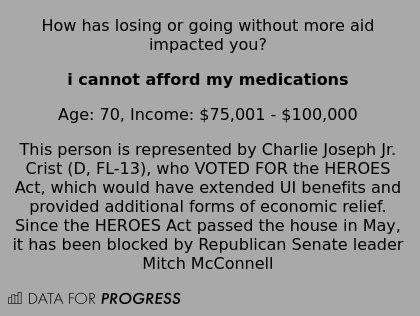 How has losing or going without more aid
impacted you?
i cannot afford my medications
Age: 70, Income: $75,001 - $100,000
This person is represented by Charlie Joseph Jr.
Crist (D, FL-13), who VOTED FOR the HEROES
Act, which would have extended UI benefits and
provided additional forms of economic relief.
Since the HEROES Act passed the house in May,
it has been blocked by Republican Senate leader
Mitch McConnell
DATA FOR PROGRESS